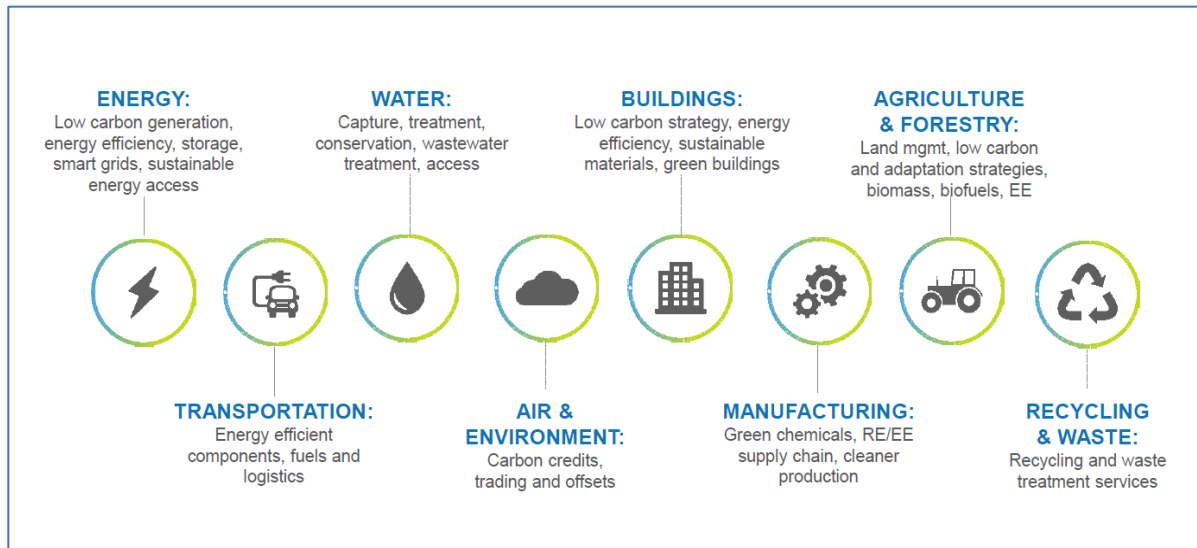 ENERGY:
Low carbon generation,
energy efficiency, storage,
smart grids, sustainable
energy access
WATER:
Capture, treatment,
conservation, wastewater
treatment, access
BUILDINGS:
Low carbon strategy, energy
efficiency, sustainable
materials, green buildings
AGRICULTURE
& FORESTRY:
Land mgmt, low carbon
and adaptation strategies,
biomass, biofuels, EE
TRANSPORTATION:
Energy efficient
components, fuels and
logistics
AIR &
ENVIRONMENT:
Carbon credits,
trading and offsets
MANUFACTURING:
Green chemicals, RE/EE
supply chain, cleaner
production
RECYCLING
& WASTE:
Recycling and waste
treatment services